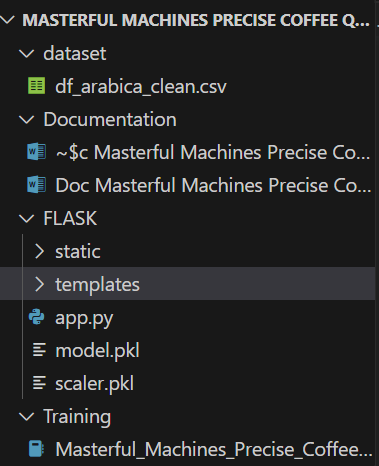 MASTERFUL MACHINES PRECISE COFFEE Q...
dataset
df_arabica_clean.csv
Documentation
~$c Masterful Machines Precise Co...
Doc Masterful Machines Precise Co...
FLASK
static
templates
app.py
model.pkl
scaler.pkl
Training
Masterful_Machines_Precise_Coffee...